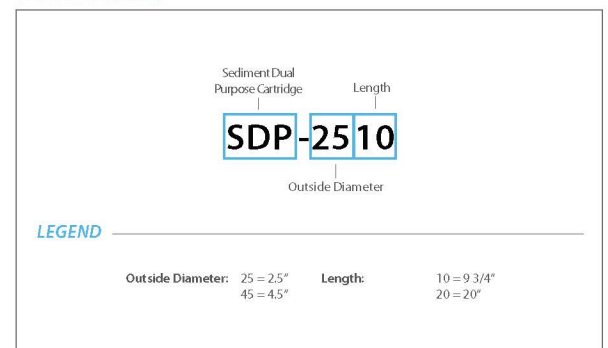 Sediment Dual
Purpose Cartridge
Length
SDP-2510
Outside Diameter
LEGEND
Outside Diameter: 25 = 2.5" Length: 10 = 9 3/4"
45 = 4.5" 20 = 20"